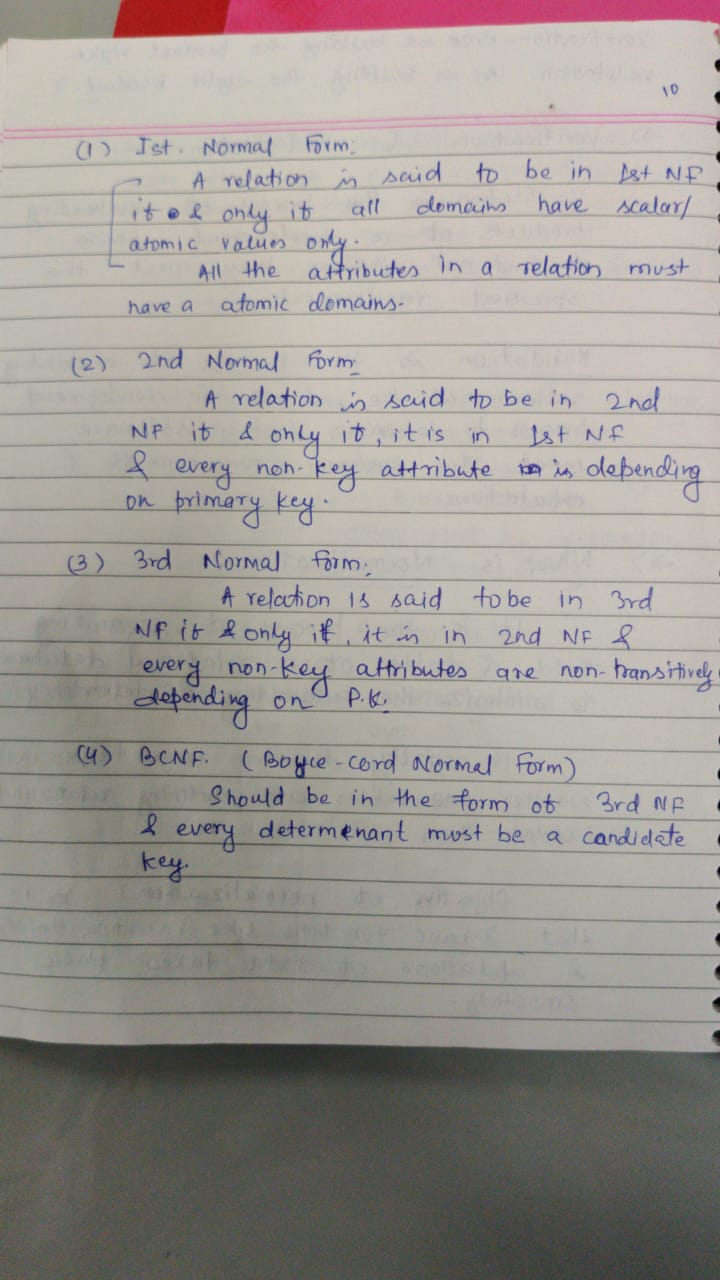 10
(1) Ist. Normal Form:
A relation is said to be in 1st NF
if & only if all domains have scalar/
atomic values only.
All the attributes in a relation must
have a atomic domains.
(2) 2nd Normal Form:
A relation is said to be in 2nd
NF if & only if, it is in 1st NF
& every non-key attribute is depending
on primary key.
(3) 3rd Normal Form:
A relation is said to be in 3rd
NF if & only if, it is in 2nd NF &
every non-key attributes are non-transitively
depending on P.K.
(4) BCNF. (Boyce-cord Normal Form)
Should be in the form of 3rd NF
& every determenant must be a candidate
key.